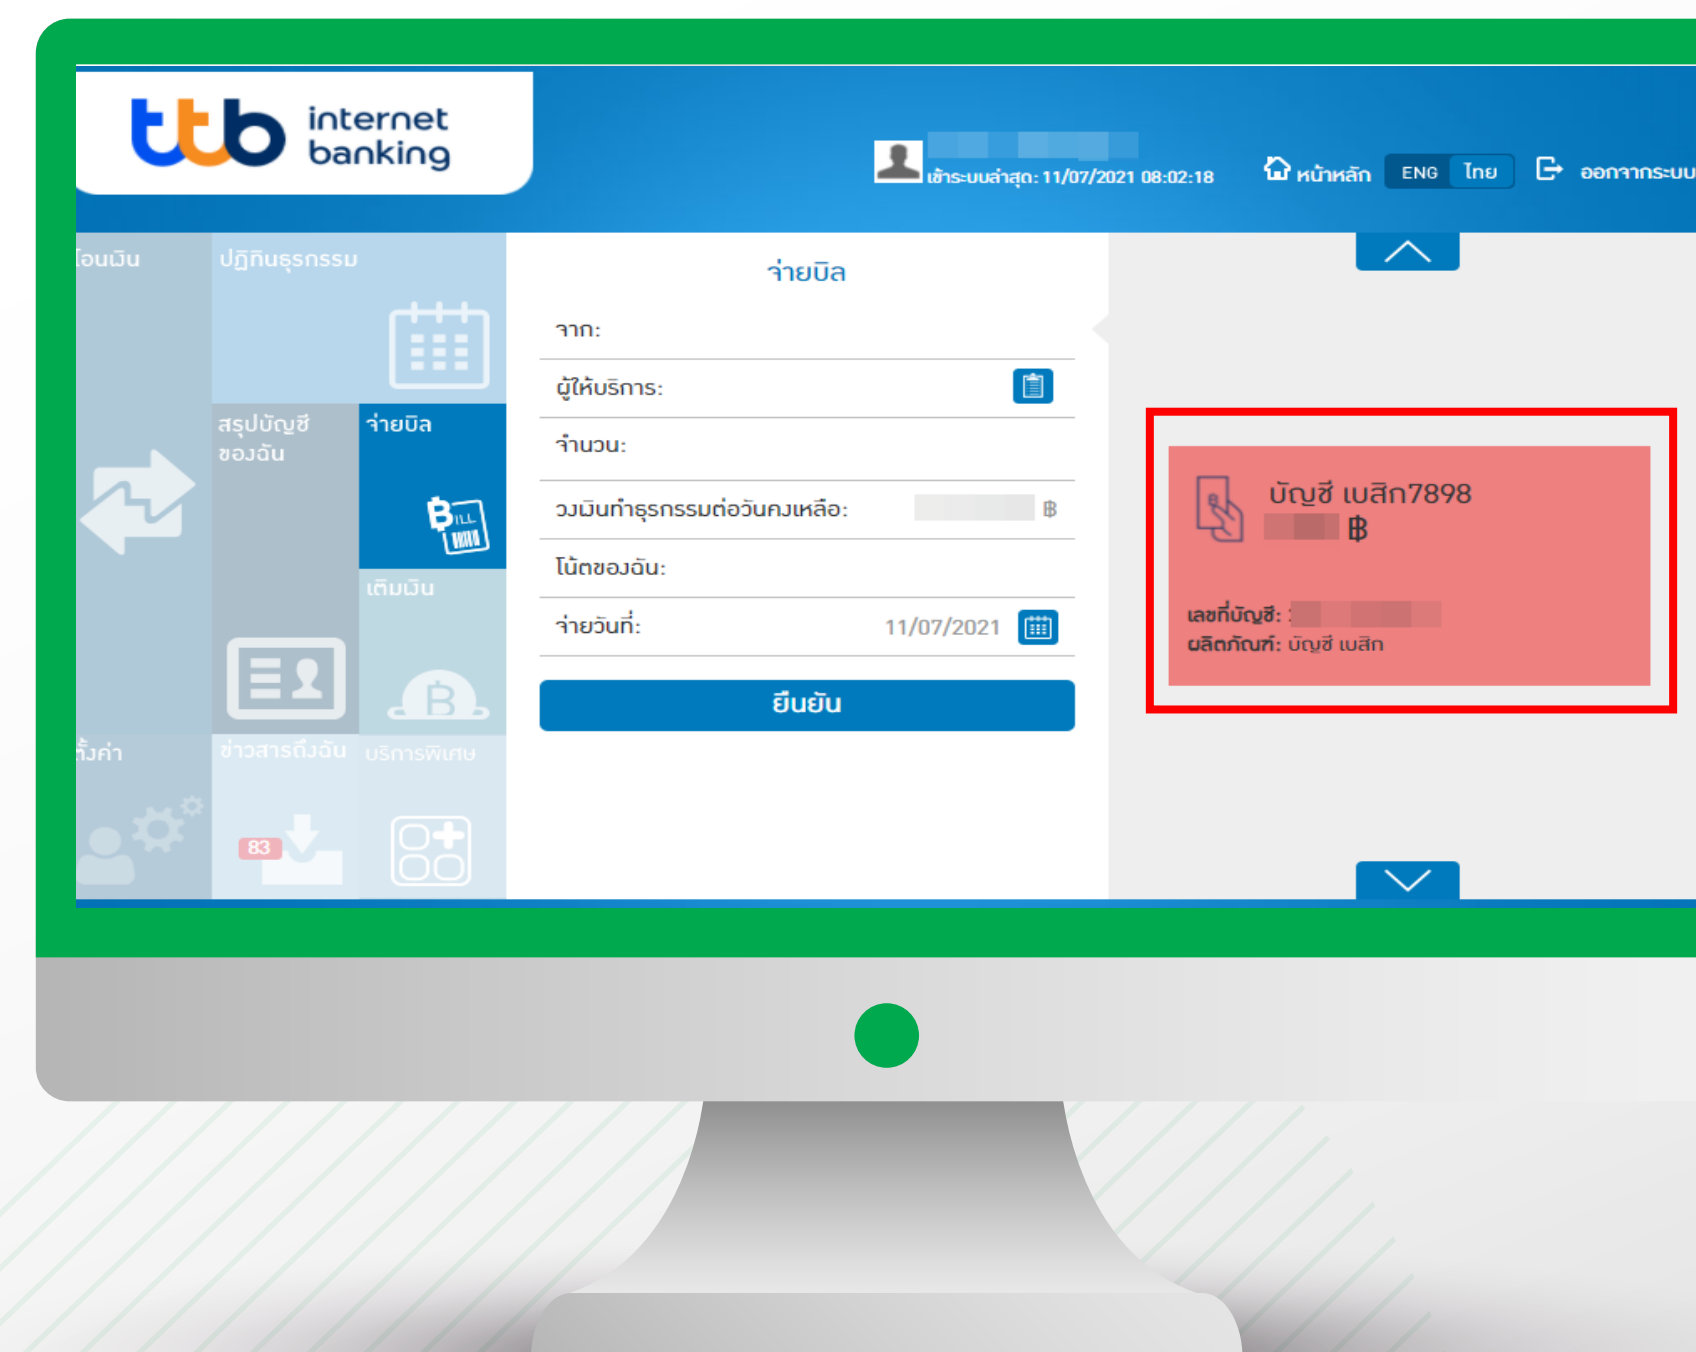 ttb internet
banking
เข้าระบบล่าสุด: 11/07/2021 08:02:18
หน้าหลัก
ENG ไทย
ออกจากระบบ
โอนเงิน
ปฏิทินธุรกรรม
สรุปบัญชี
ของฉัน
จ่ายบิล
BILL
เติมเงิน
ตั้งค่า
ข่าวสารถึงฉัน
83
บริการพิเศษ
จ่ายบิล
จาก:
ผู้ให้บริการ:
จำนวน:
วงเงินทำธุรกรรมต่อวันคงเหลือ: ฿
โน้ตของฉัน:
จ่ายวันที่: 11/07/2021
ยืนยัน
บัญชี เบสิก7898
฿
เลขที่บัญชี:
ผลิตภัณฑ์: บัญชี เบสิก